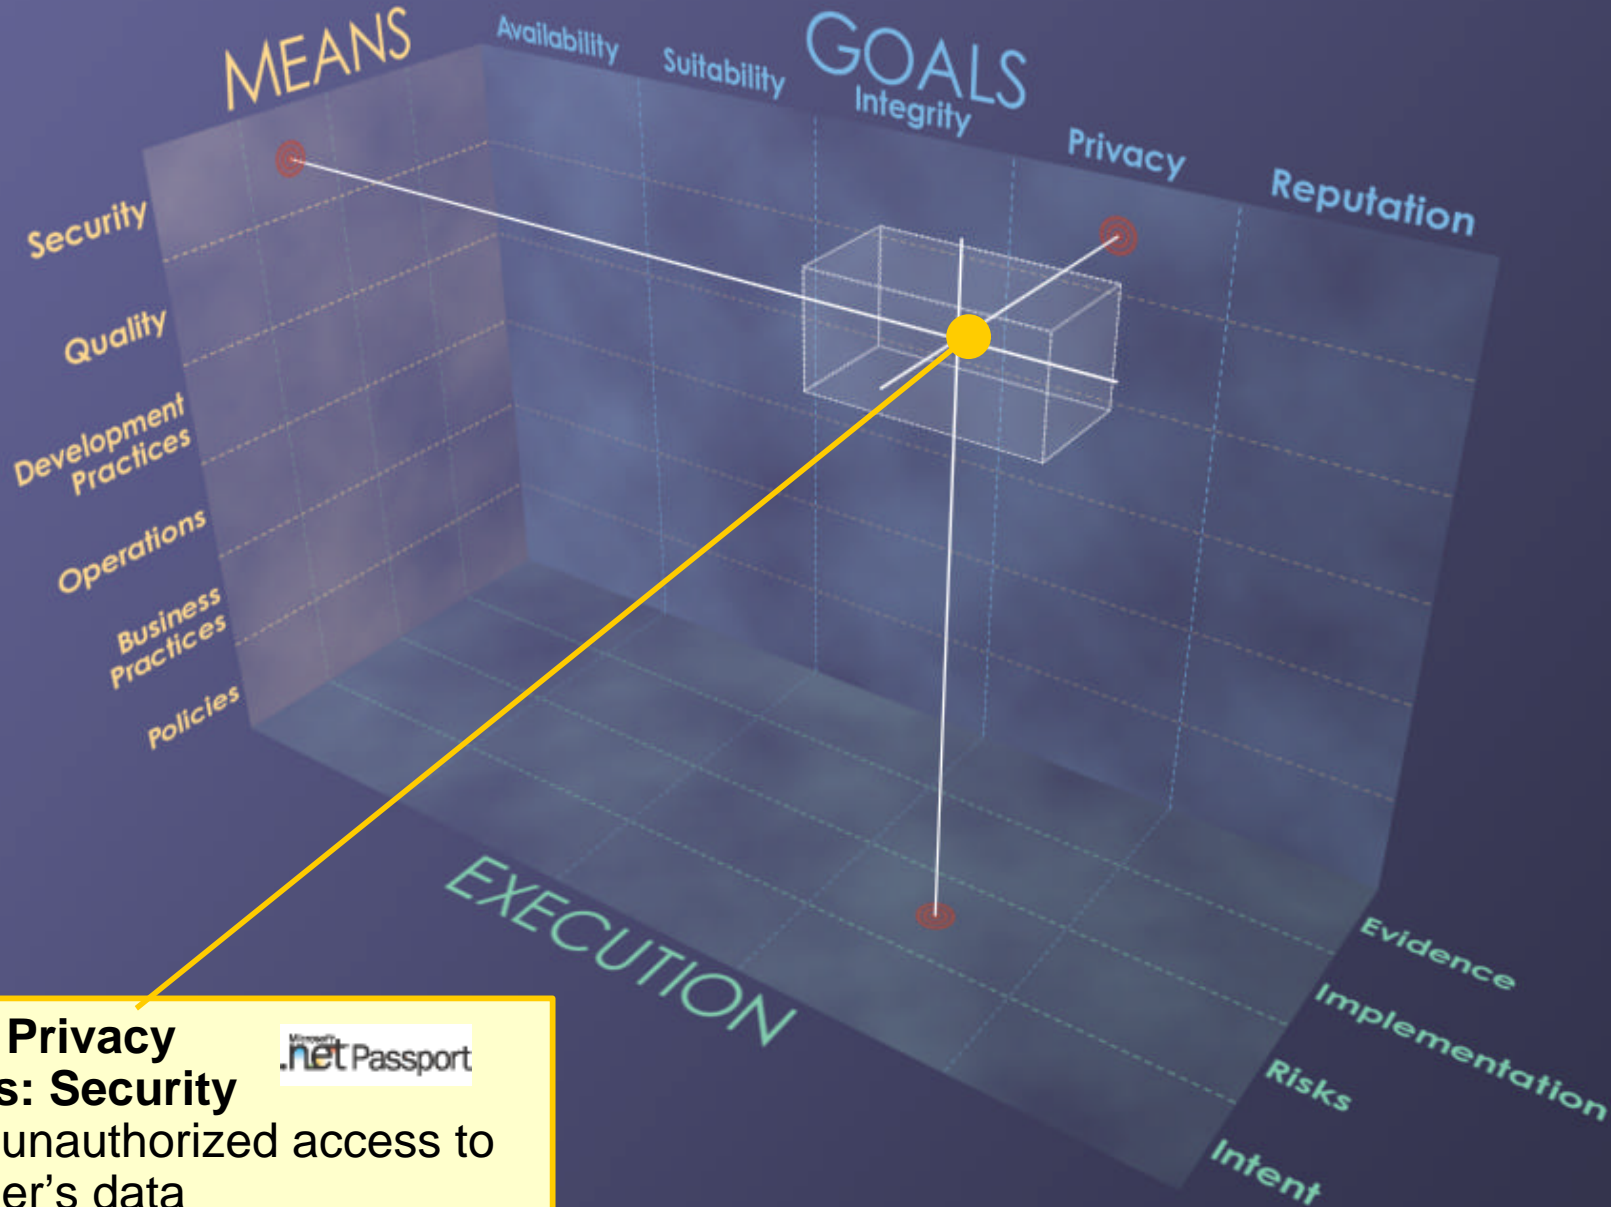 MEANS
GOALS
Availability
Suitability
Integrity
Privacy
Reputation
Security
Quality
Development
Practices
Operations
Business
Practices
Policies
EXECUTION
Evidence
Implementation
Risks
Intent
Privacy
s: Security
unauthorized access to
er’s data
Microsoft
.net Passport